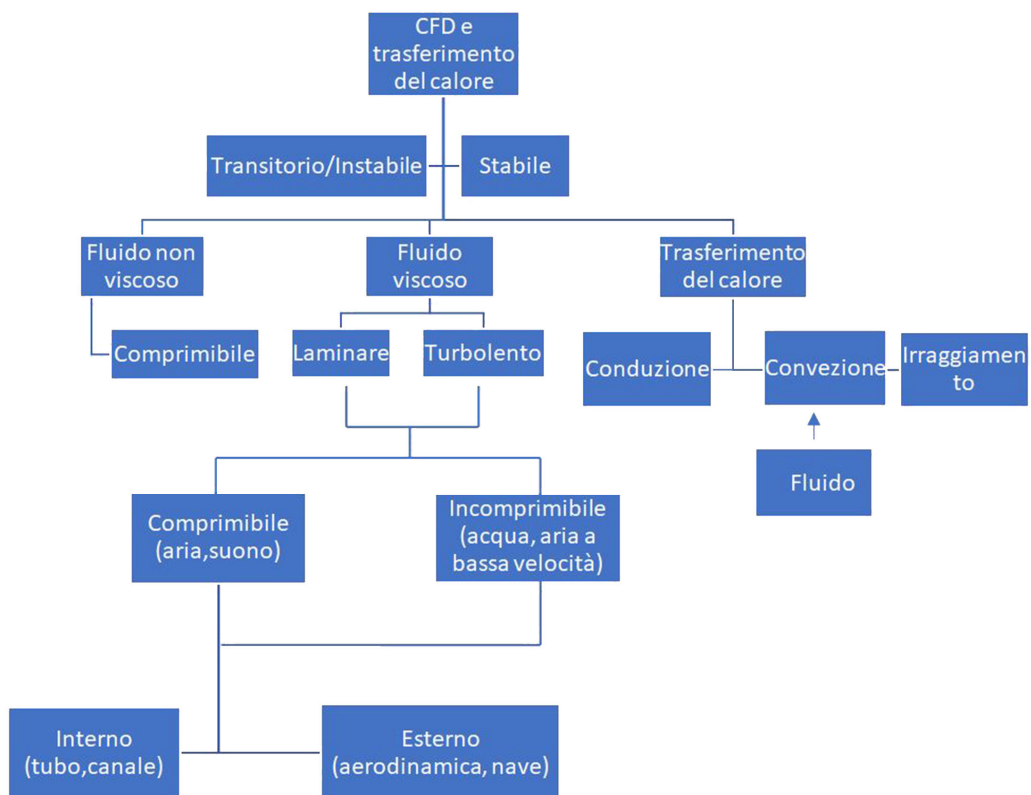 CFD e
trasferimento
del calore
Transitorio/Instabile
Stabile
Fluido non
viscoso
Fluido
viscoso
Trasferimento
del calore
Comprimibile
Laminare
Turbolento
Conduzione
Convezione
Irraggiamen
to
Fluido
Comprimibile
(aria,suono)
Incomprimibile
(acqua, aria a
bassa velocità)
Interno
(tubo,canale)
Esterno
(aerodinamica, nave)